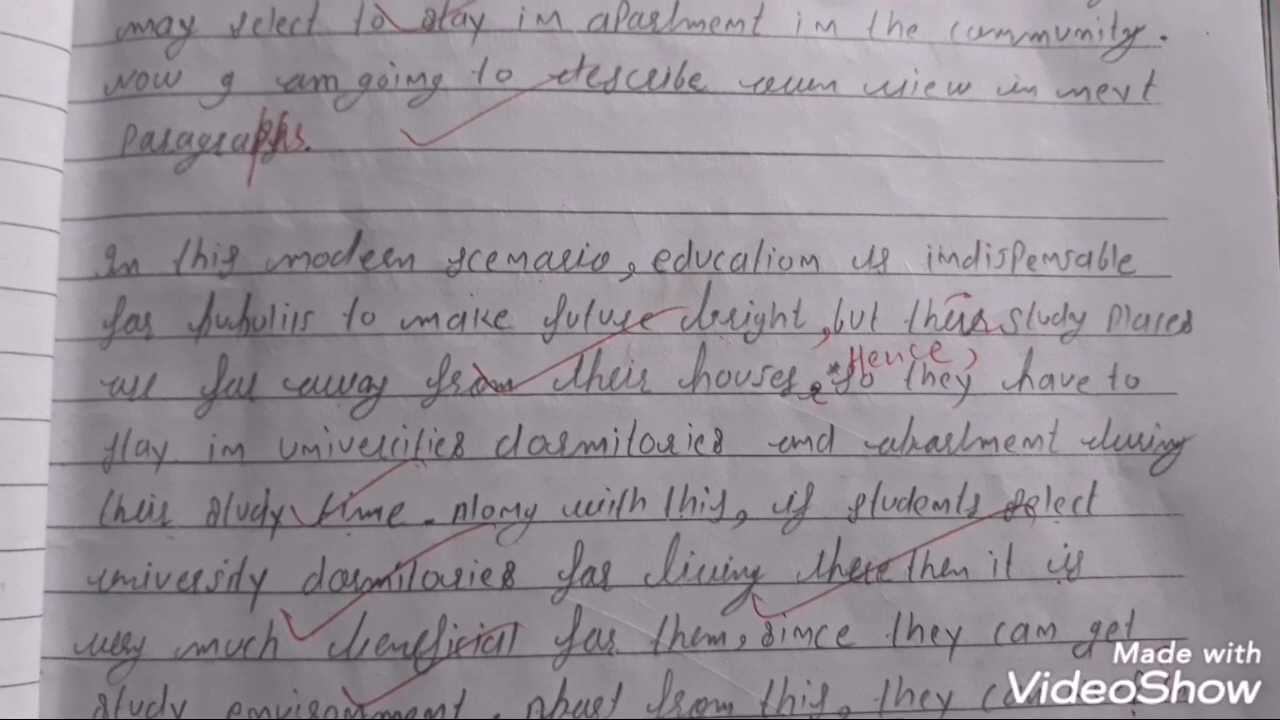 may select to stay in apartment in the community.
Now I am going to describe own view in next
Paragraphs.
In this modern scenario, education is indispensable
for to make future bright, but their study places
are far away from their houses. Hence, so they have to
stay in univercities dormitories and apartment during
their study time. Along with this, if students select
university dormitories for living there then it is
very much beneficial for them, since they can get
study environment. Apart from this, they
Made with
VideoShow